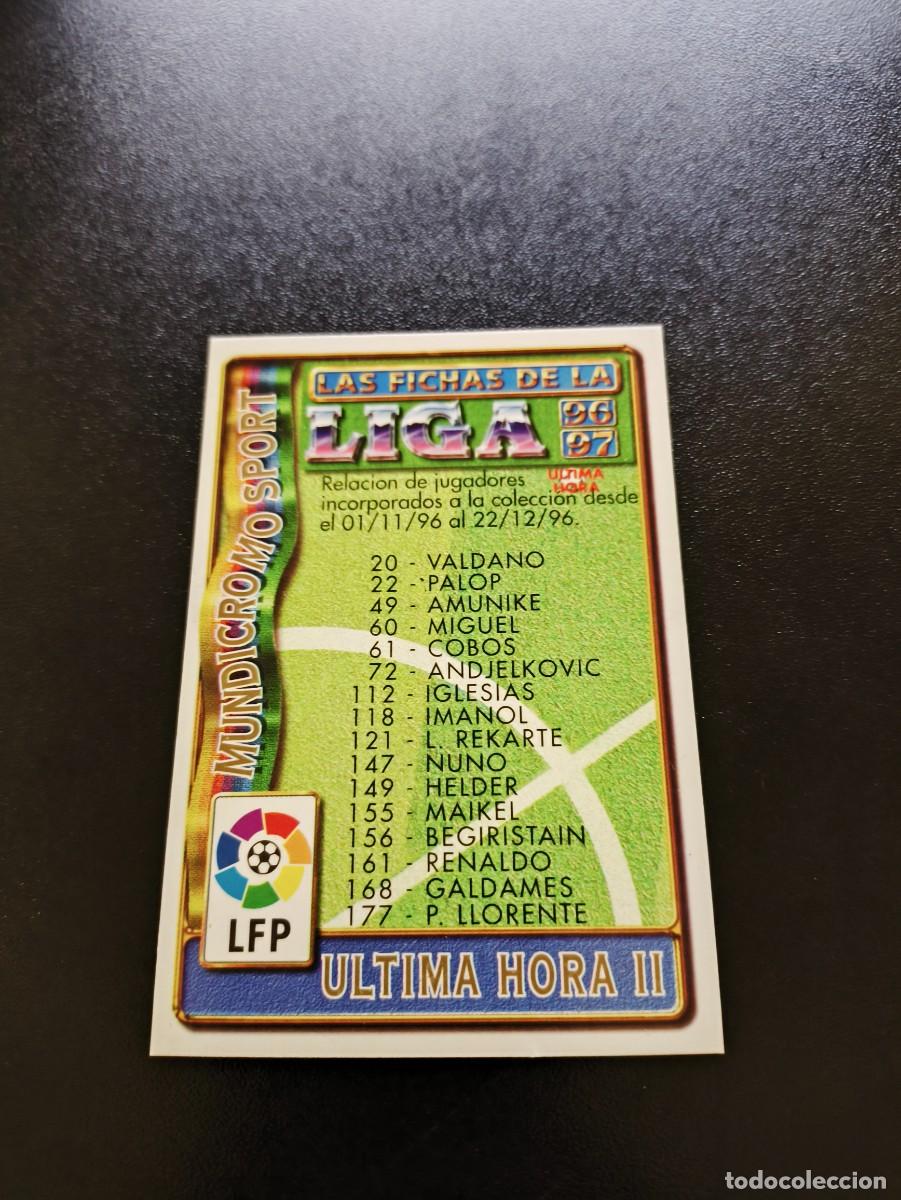 LAS FICHAS DE LA
LIGA 96 97
ULTIMA HORA
Relacion de jugadores
incorporados a la colección desde
el 01/11/96 al 22/12/96.
20 - VALDANO
22 - PALOP
49 - AMUNIKE
60 - MIGUEL
61 - COBOS
72 - ANDJELKOVIC
112 - IGLESIAS
118 - IMANOL
121 - L. REKARTE
147 - NUNO
149 - HELDER
155 - MAIKEL
156 - BEGIRISTAIN
161 - RENALDO
168 - GALDAMES
177 - P. LLORENTE
MUNDICROMO SPORT
LFP
ULTIMA HORA II
todocoleccion